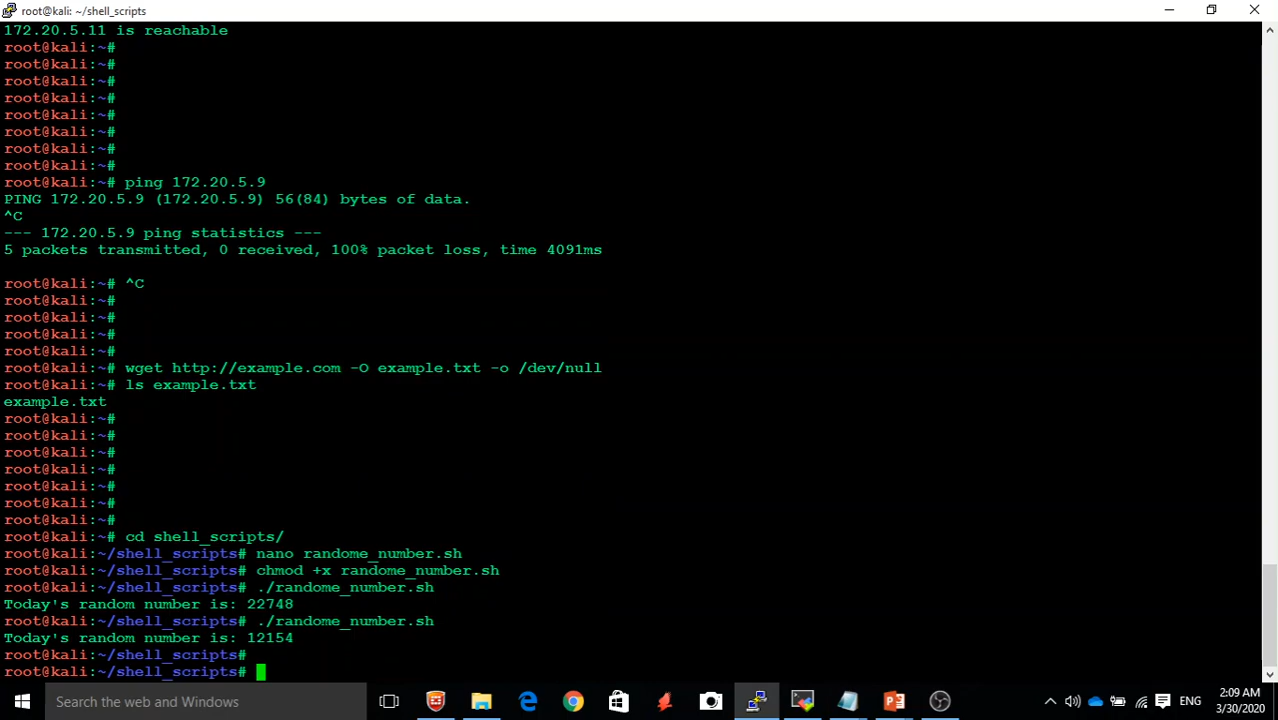 root@kali: ~/shell_scripts
172.20.5.11 is reachable
root@kali:~#
root@kali:~#
root@kali:~#
root@kali:~#
root@kali:~#
root@kali:~#
root@kali:~#
root@kali:~#
root@kali:~# ping 172.20.5.9
PING 172.20.5.9 (172.20.5.9) 56(84) bytes of data.
^C
--- 172.20.5.9 ping statistics ---
5 packets transmitted, 0 received, 100% packet loss, time 4091ms
root@kali:~# ^C
root@kali:~#
root@kali:~#
root@kali:~#
root@kali:~#
root@kali:~# wget http://example.com -O example.txt -o /dev/null
root@kali:~# ls example.txt
example.txt
root@kali:~#
root@kali:~#
root@kali:~#
root@kali:~#
root@kali:~#
root@kali:~#
root@kali:~#
root@kali:~# cd shell_scripts/
root@kali:~/shell_scripts# nano randome_number.sh
root@kali:~/shell_scripts# chmod +x randome_number.sh
root@kali:~/shell_scripts# ./randome_number.sh
Today's random number is: 22748
root@kali:~/shell_scripts# ./randome_number.sh
Today's random number is: 12154
root@kali:~/shell_scripts#
root@kali:~/shell_scripts#
Search the web and Windows
ENG
2:09 AM
3/30/2020